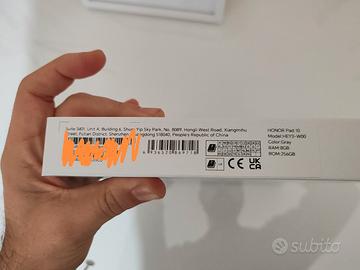 Suite 3401, Unit A, Building 6, Shum Yip Sky Park, No. 8089, Hongli West Road, Xiangmihu
Street, Futian District, Shenzhen, Guangdong 518040, People's Republic of China
HONOR Pad 10
Model:HEY3-W00
Color:Gray
RAM:8GB
ROM:256GB
CE
UK
CA
subito